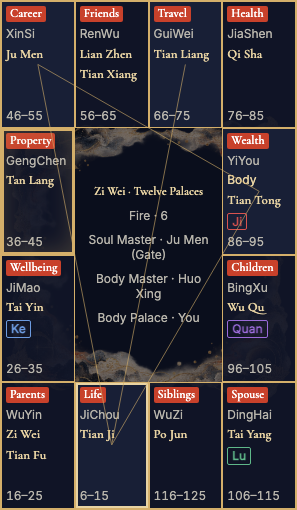 Career
XinSi
Ju Men
46–55
Friends
RenWu
Lian Zhen
Tian Xiang
56–65
Travel
GuiWei
Tian Liang
66–75
Health
JiaShen
Qi Sha
76–85
Property
GengChen
Tan Lang
36–45
Zi Wei · Twelve Palaces
Fire · 6
Soul Master · Ju Men
(Gate)
Body Master · Huo
Xing
Body Palace · You
Wealth
YiYou
Body
Tian Tong
Ji
86–95
Wellbeing
JiMao
Tai Yin
Ke
26–35
Children
BingXu
Wu Qu
Quan
96–105
Parents
WuYin
Zi Wei
Tian Fu
16–25
Life
JiChou
Tian Ji
6–15
Siblings
WuZi
Po Jun
116–125
Spouse
DingHai
Tai Yang
Lu
106–115